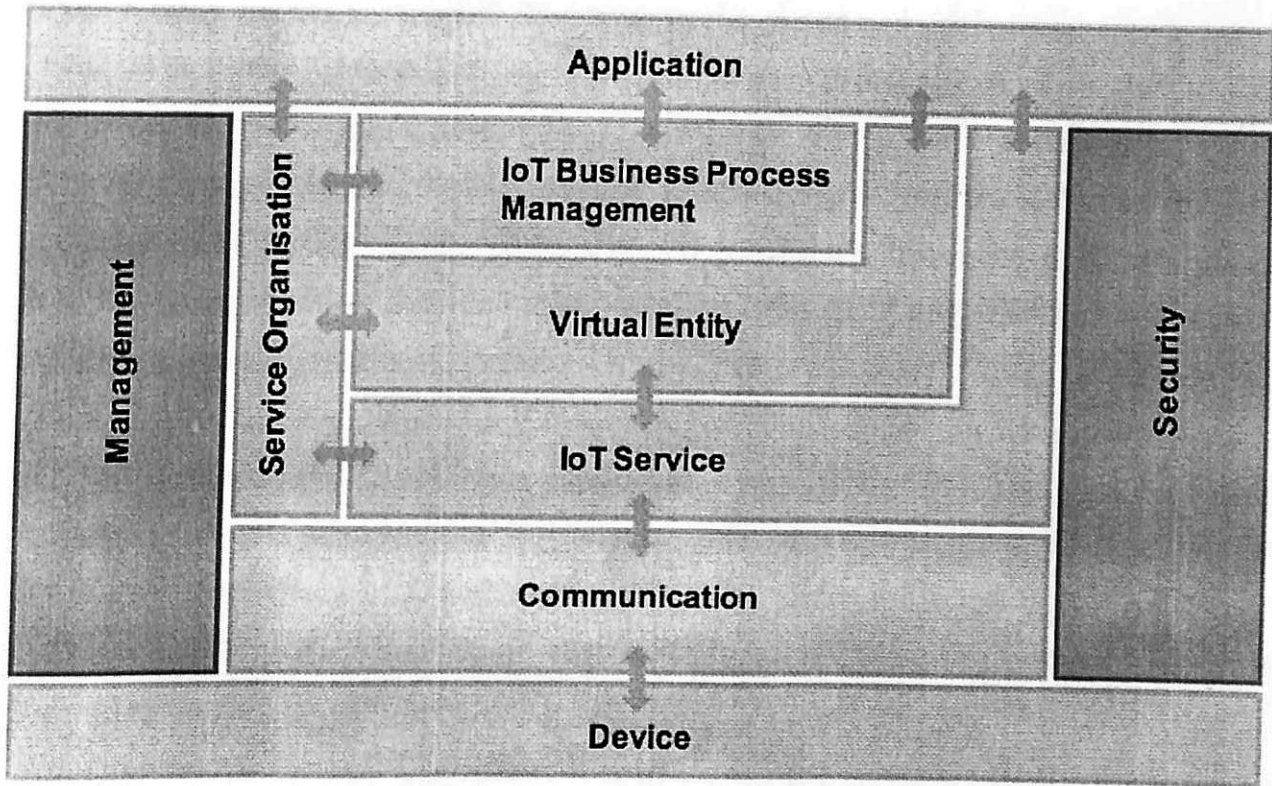 Application
IoT Business Process
Management
Service Organisation
Management
Virtual Entity
Security
IoT Service
Communication
Device